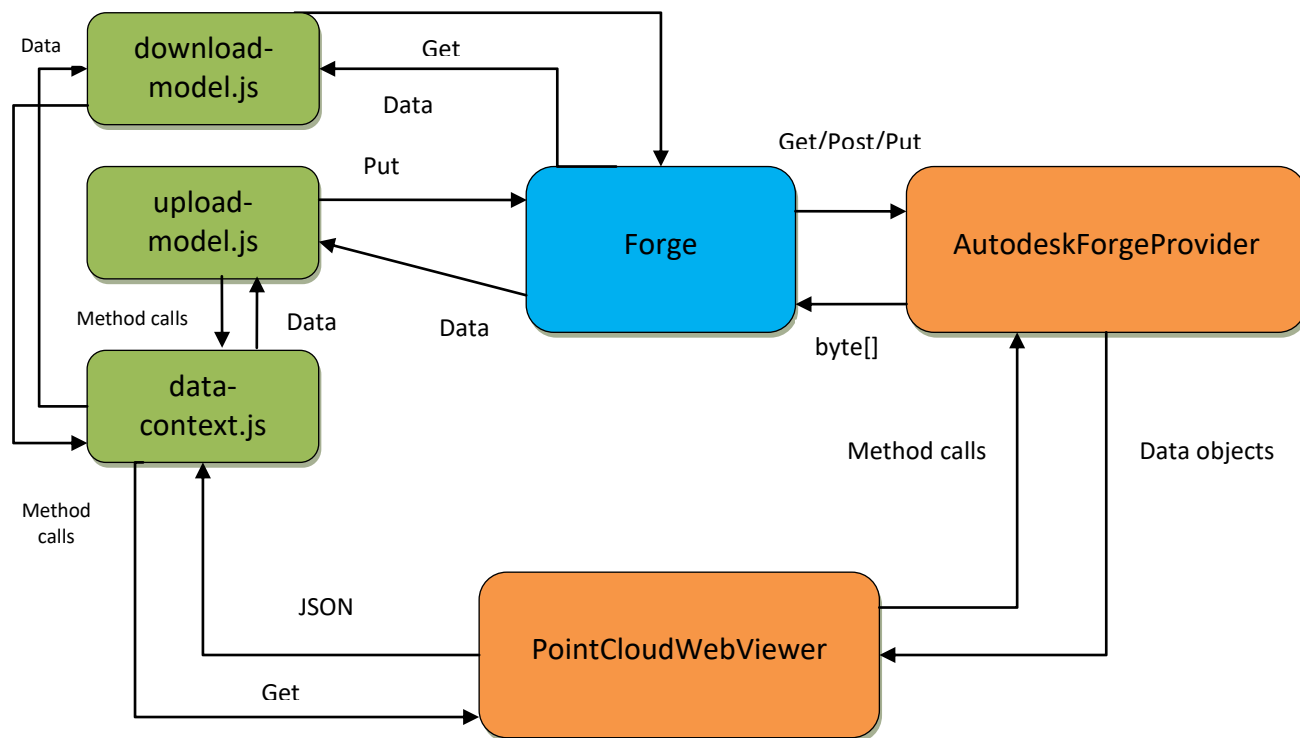 Data
download-
model.js
Get
Data
Get/Post/Put
upload-
model.js
Put
Forge
AutodeskForgeProvider
Method calls
Data
Data
byte[]
data-
context.js
Method calls
Data objects
Method
calls
JSON
PointCloudWebViewer
Get